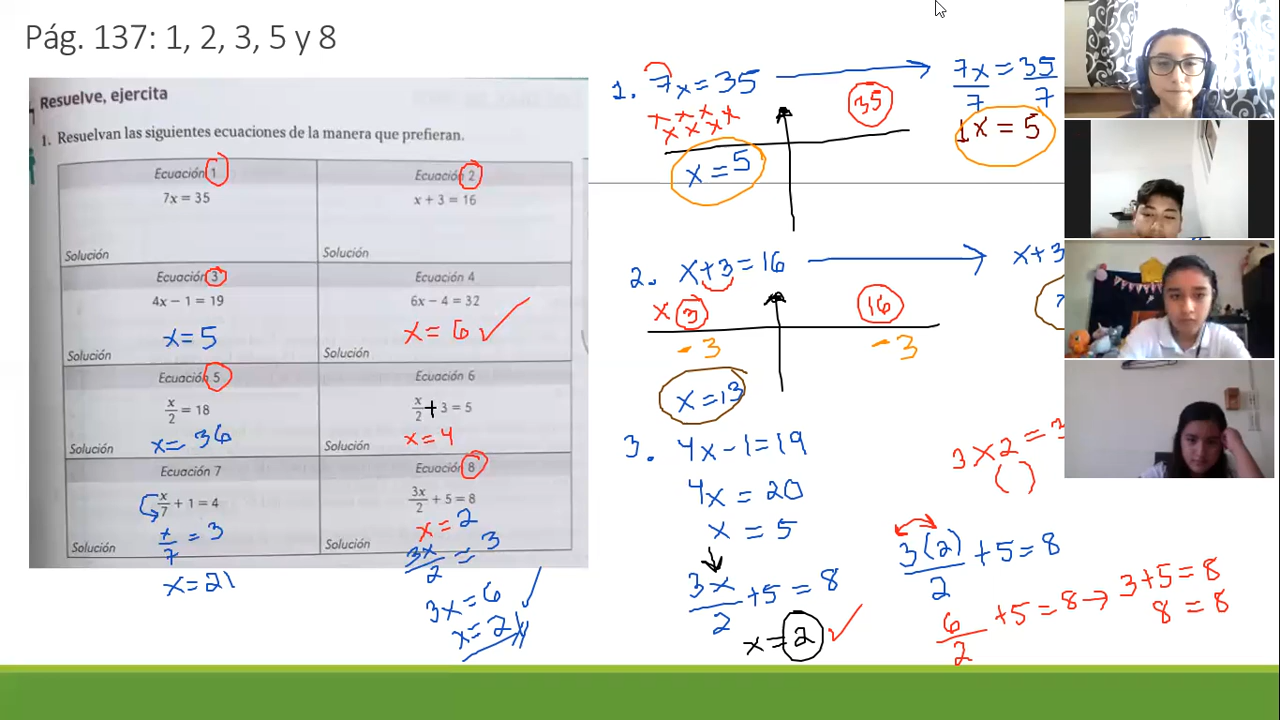 Pág. 137: 1, 2, 3, 5 y 8
Resuelve, ejercita
1. Resuelvan las siguientes ecuaciones de la manera que prefieran.
Ecuación 1
7x = 35
Solución
Ecuación 2
x + 3 = 16
Solución
Ecuación 3
4x − 1 = 19
x = 5
Solución
Ecuación 4
6x − 4 = 32
x = 6 ✓
Solución
Ecuación 5
x/2 = 18
x = 36
Solución
Ecuación 6
x/2 + 3 = 5
x = 4
Solución
Ecuación 7
x/7 + 1 = 4
x/7 = 3
Solución
x = 21
Ecuación 8
3x/2 + 5 = 8
x = 2
Solución
3x/2 = 3
3x = 6
x = 2
1. 7x = 35
x x x x
x x x x
35
x = 5
7x/7 = 35/7
1x = 5
2. x + 3 = 16
x 3
16
- 3
- 3
x = 13
x + 3
3. 4x − 1 = 19
4x = 20
x = 5
3x/2 + 5 = 8
x = 2 ✓
3 x 2 = 3
( )
3(2)/2 + 5 = 8
6/2 + 5 = 8 → 3 + 5 = 8
8 = 8